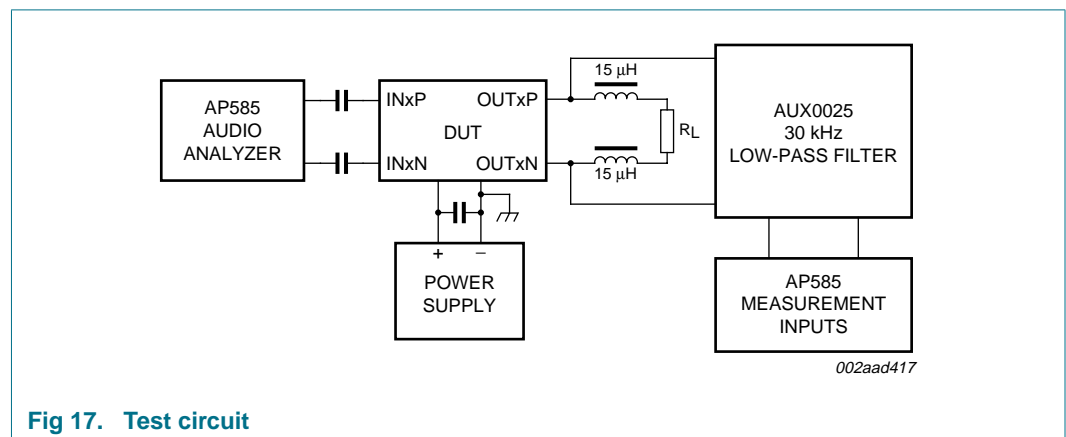 AP585
AUDIO
ANALYZER
INxP
OUTxP
DUT
INxN
OUTxN
15 μH
RL
15 μH
AUX0025
30 kHz
LOW-PASS FILTER
+ −
POWER
SUPPLY
AP585
MEASUREMENT
INPUTS
002aad417
Fig 17. Test circuit